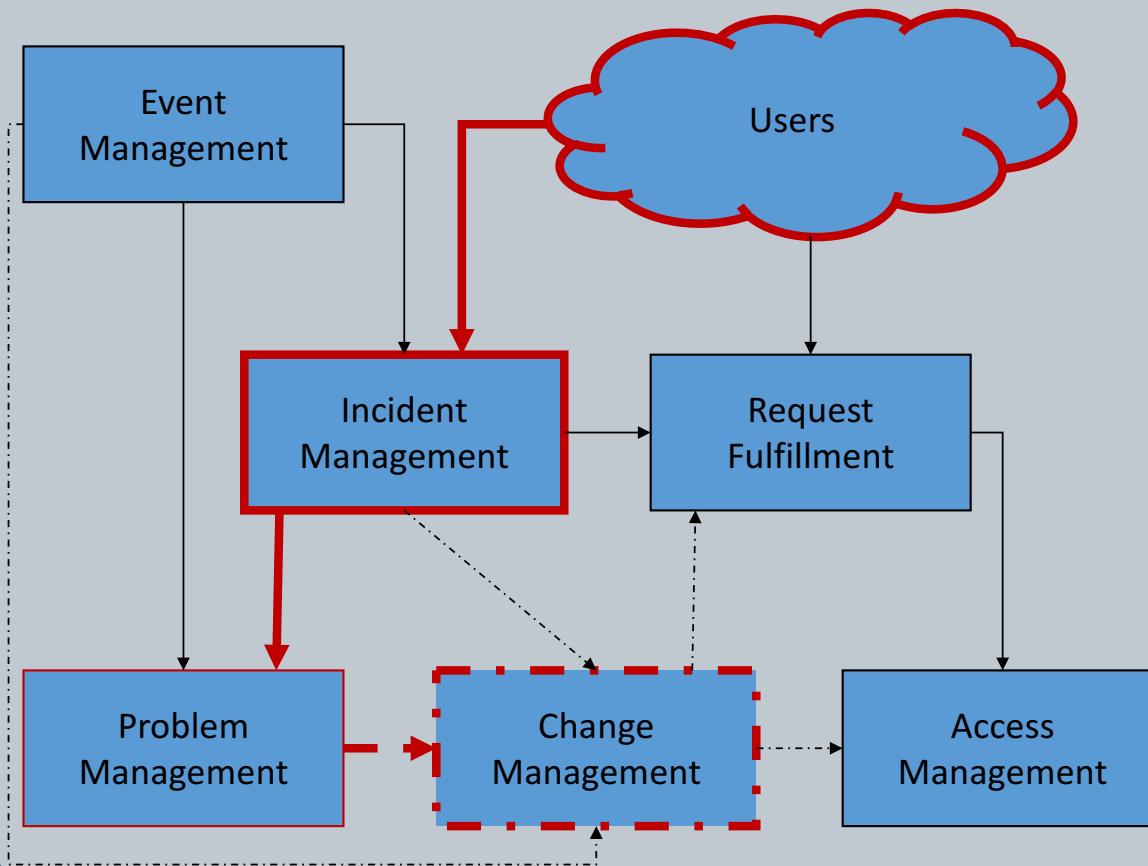 Event
Management
Users
Incident
Management
Request
Fulfillment
Problem
Management
Change
Management
Access
Management